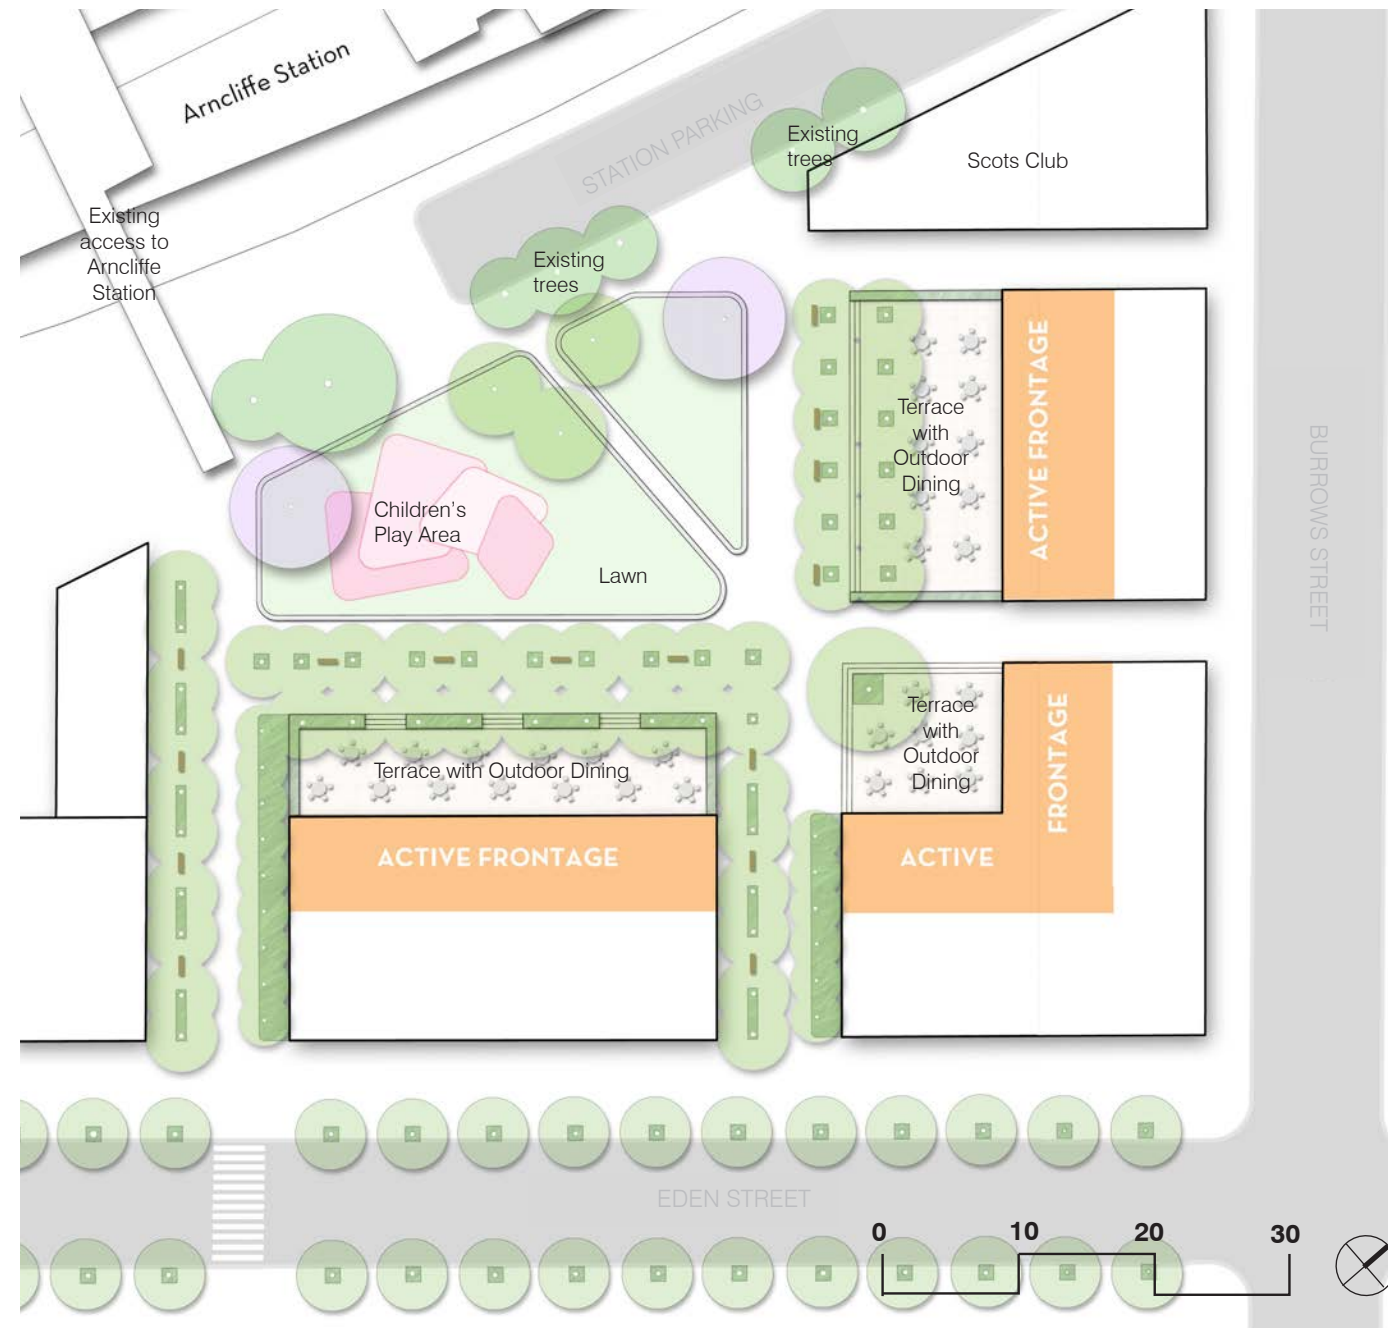 Arncliffe Station
STATION PARKING
Existing
trees
Scots Club
Existing
access to
Arncliffe
Station
Existing
trees
ACTIVE FRONTAGE
Terrace
with
Outdoor
Dining
BURROWS STREET
Children's
Play Area
Lawn
Terrace
with
Outdoor
Dining
FRONTAGE
Terrace with Outdoor Dining
ACTIVE FRONTAGE
ACTIVE
EDEN STREET
0 10 20 30